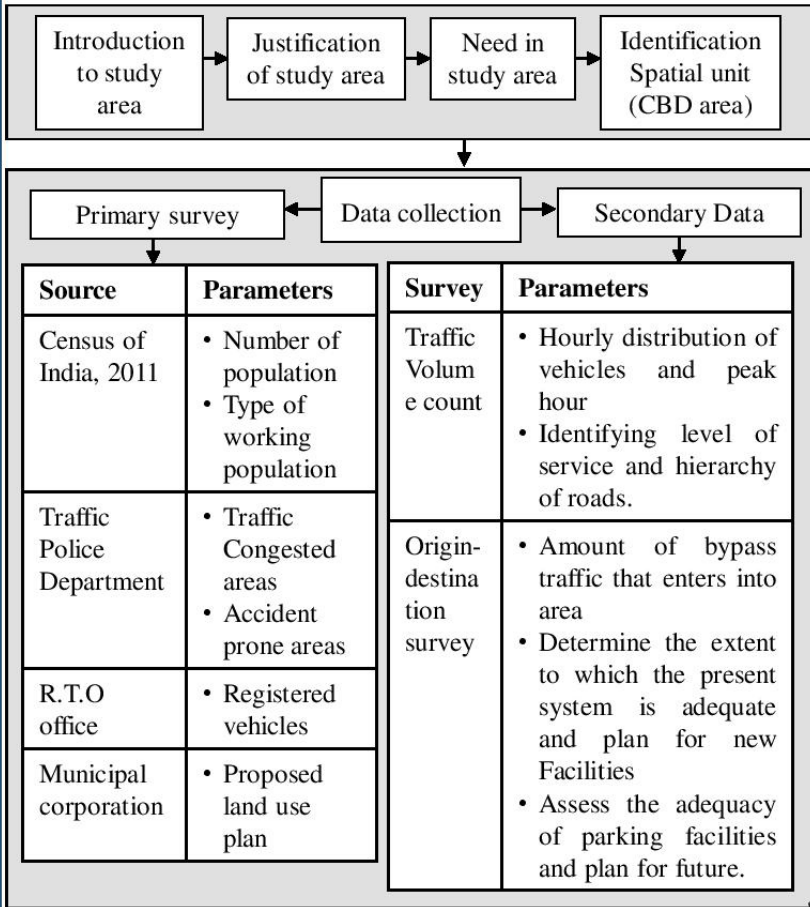 Introduction
to study
area
Justification
of study area
Need in
study area
Identification
Spatial unit
(CBD area)
Primary survey
Data collection
Secondary Data
Source
Parameters
Census of
India, 2011
• Number of
population
• Type of
working
population
Traffic
Police
Department
• Traffic
Congested
areas
• Accident
prone areas
R.T.O
office
• Registered
vehicles
Municipal
corporation
• Proposed
land use
plan
Survey
Parameters
Traffic
Volum
e count
• Hourly distribution of
vehicles and peak
hour
• Identifying level of
service and hierarchy
of roads.
Origin-
destina
tion
survey
• Amount of bypass
traffic that enters into
area
• Determine the extent
to which the present
system is adequate
and plan for new
Facilities
• Assess the adequacy
of parking facilities
and plan for future.